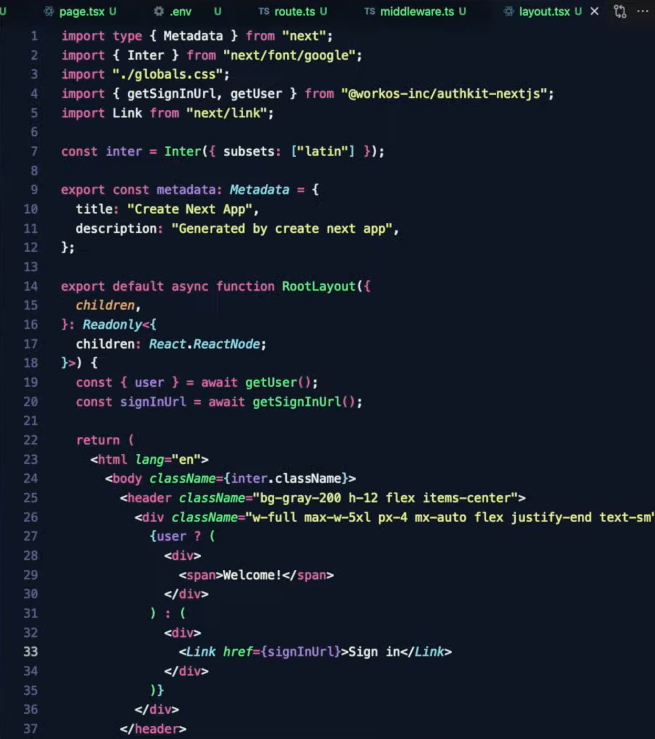 U page.tsx U .env U TS route.ts U TS middleware.ts U layout.tsx U
1 import type { Metadata } from "next";
2 import { Inter } from "next/font/google";
3 import "./globals.css";
4 import { getSignInUrl, getUser } from "@workos-inc/authkit-nextjs";
5 import Link from "next/link";
6
7 const inter = Inter({ subsets: ["latin"] });
8
9 export const metadata: Metadata = {
10   title: "Create Next App",
11   description: "Generated by create next app",
12 };
13
14 export default async function RootLayout({
15   children,
16 }: Readonly<{
17   children: React.ReactNode;
18 }>) {
19   const { user } = await getUser();
20   const signInUrl = await getSignInUrl();
21
22   return (
23     <html lang="en">
24       <body className={inter.className}>
25         <header className="bg-gray-200 h-12 flex items-center">
26           <div className="w-full max-w-5xl px-4 mx-auto flex justify-end text-sm"
27             {user ? (
28               <div>
29                 <span>Welcome!</span>
30               </div>
31             ) : (
32               <div>
33                 <Link href={signInUrl}>Sign in</Link>
34               </div>
35             )}
36           </div>
37         </header>